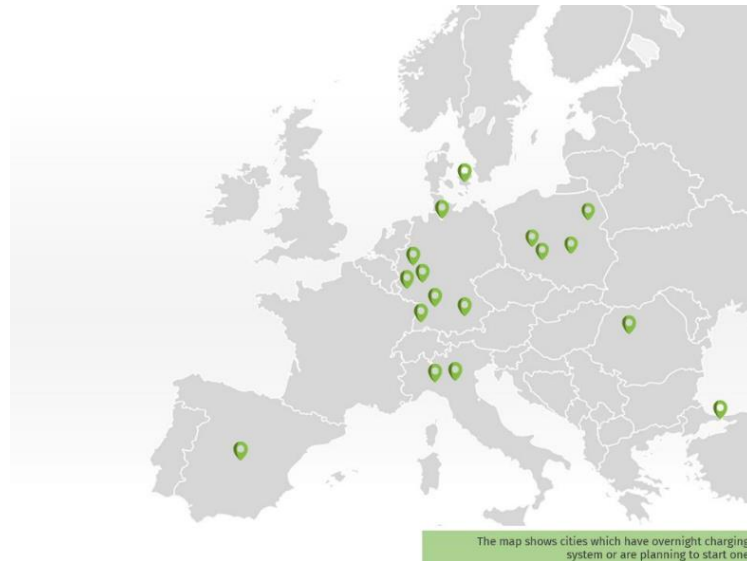 The map shows cities which have overnight charging
system or are planning to start one